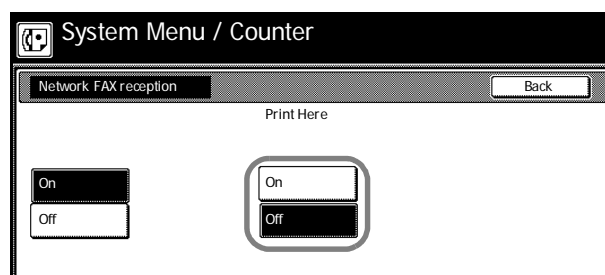 System Menu / Counter
Network FAX reception
Back
Print Here
On
On
Off
Off